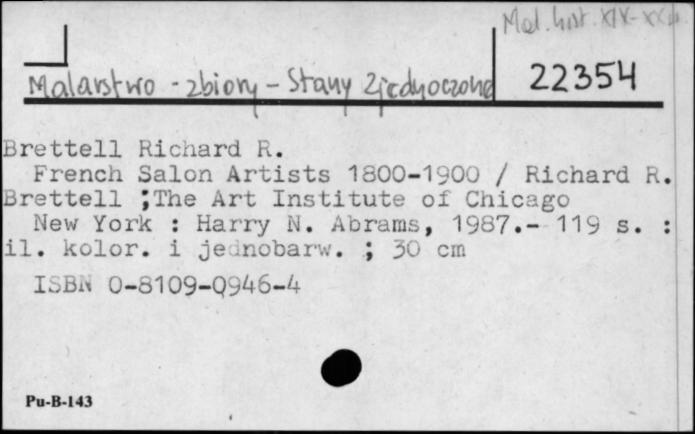 Mal. hist. XIX-XX w.
Malarstwo - zbiory - Stany Zjednoczone
22354
Brettell Richard R.
French Salon Artists 1800-1900 / Richard R.
Brettell ;The Art Institute of Chicago
New York : Harry N. Abrams, 1987.- 119 s. :
il. kolor. i jednobarw. ; 30 cm
ISBN 0-8109-0946-4
Pu-B-143